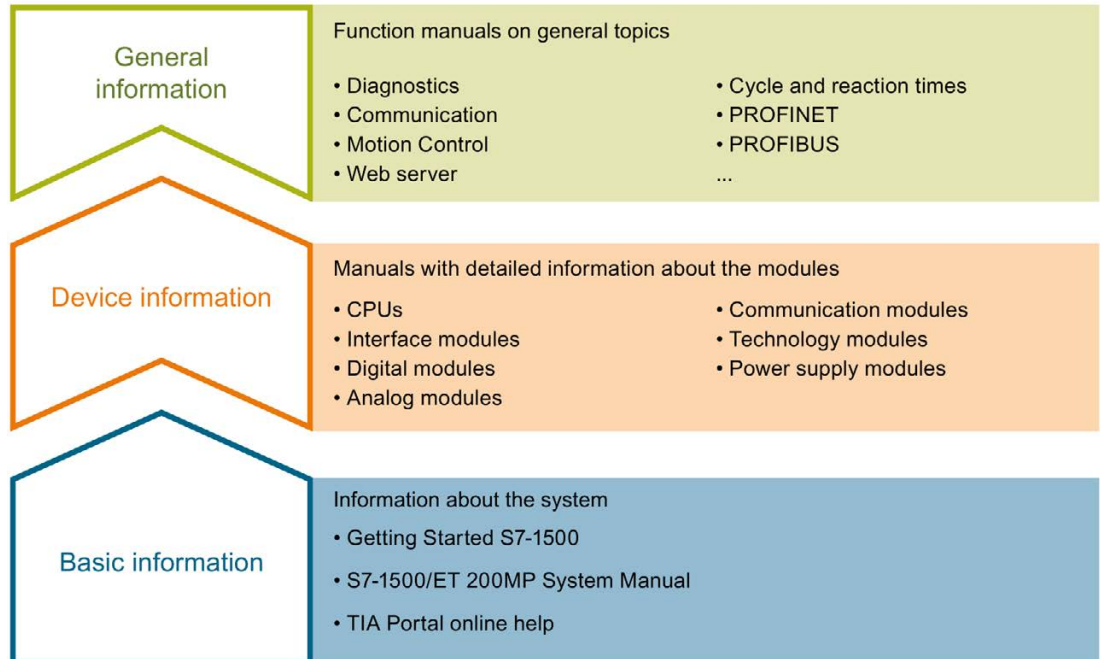 General
information
Function manuals on general topics
• Diagnostics
• Communication
• Motion Control
• Web server
• Cycle and reaction times
• PROFINET
• PROFIBUS
...
Device information
Manuals with detailed information about the modules
• CPUs
• Interface modules
• Digital modules
• Analog modules
• Communication modules
• Technology modules
• Power supply modules
Basic information
Information about the system
• Getting Started S7-1500
• S7-1500/ET 200MP System Manual
• TIA Portal online help